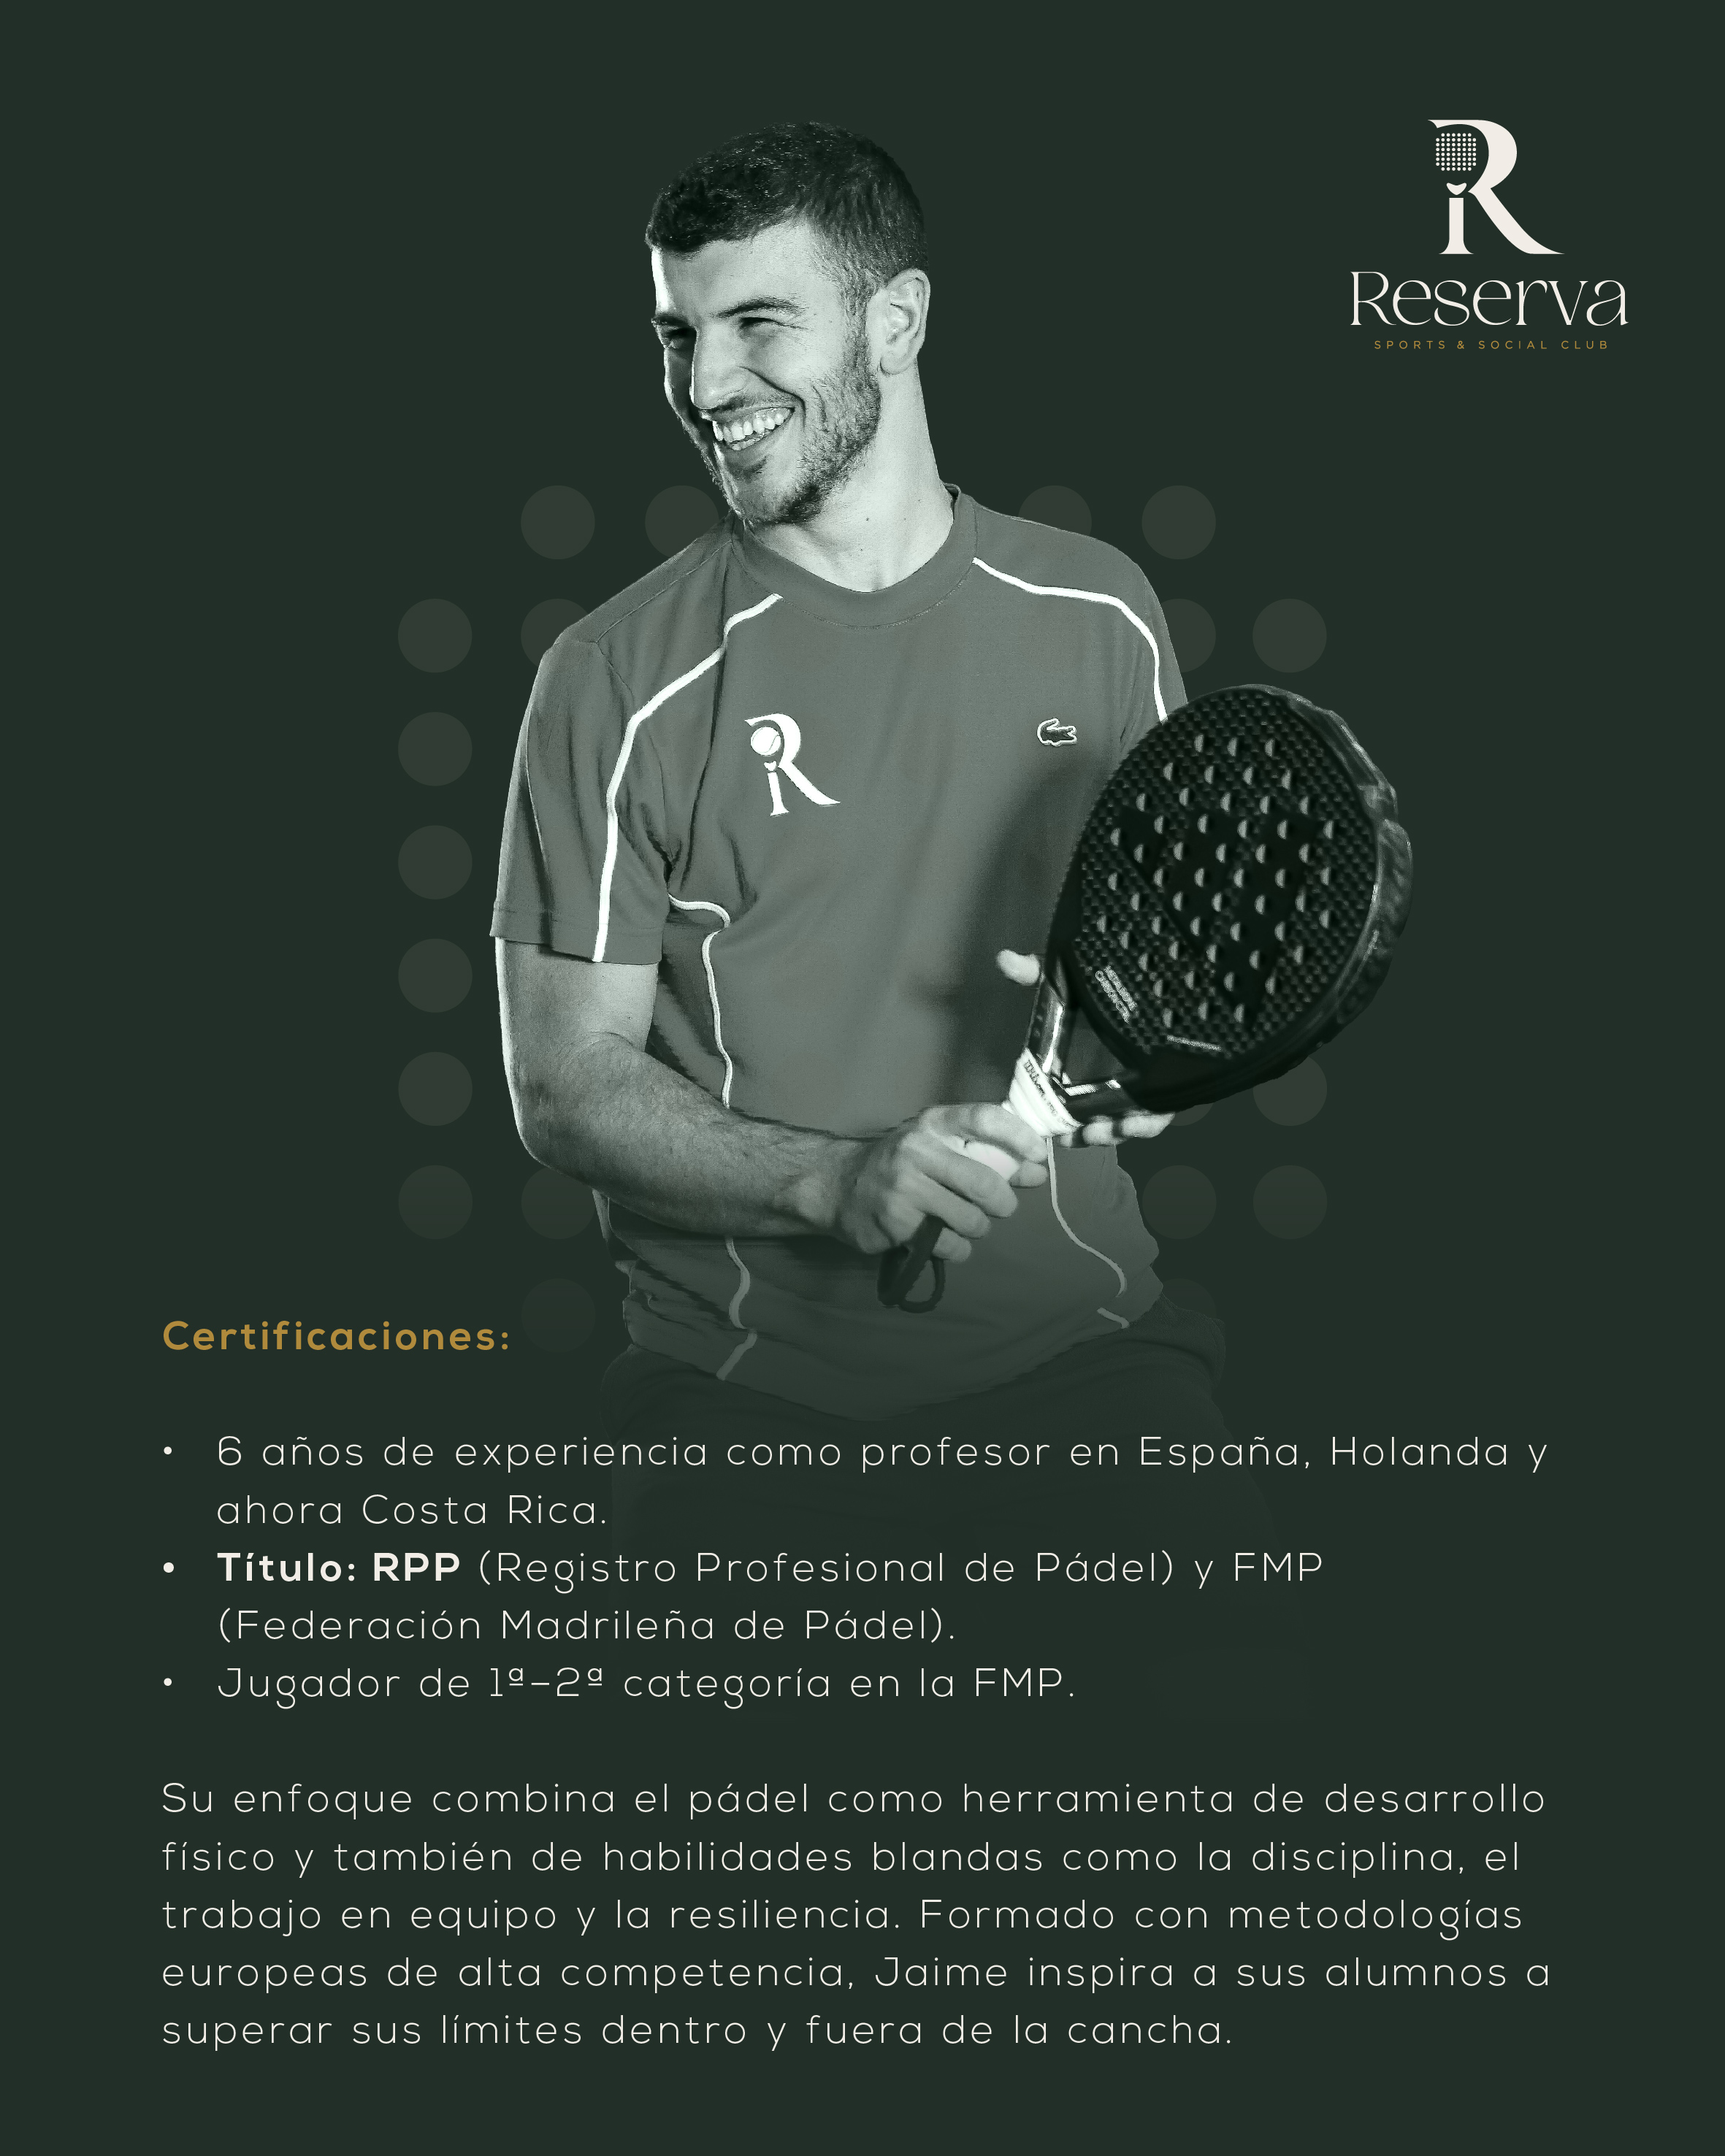 Reserva
SPORTS & SOCIAL CLUB
Certificaciones:
• 6 años de experiencia como profesor en España, Holanda y
ahora Costa Rica.
• Título: RPP (Registro Profesional de Pádel) y FMP
(Federación Madrileña de Pádel).
• Jugador de 1ª-2ª categoría en la FMP.
Su enfoque combina el pádel como herramienta de desarrollo
físico y también de habilidades blandas como la disciplina, el
trabajo en equipo y la resiliencia. Formado con metodologías
europeas de alta competencia, Jaime inspira a sus alumnos a
superar sus límites dentro y fuera de la cancha.